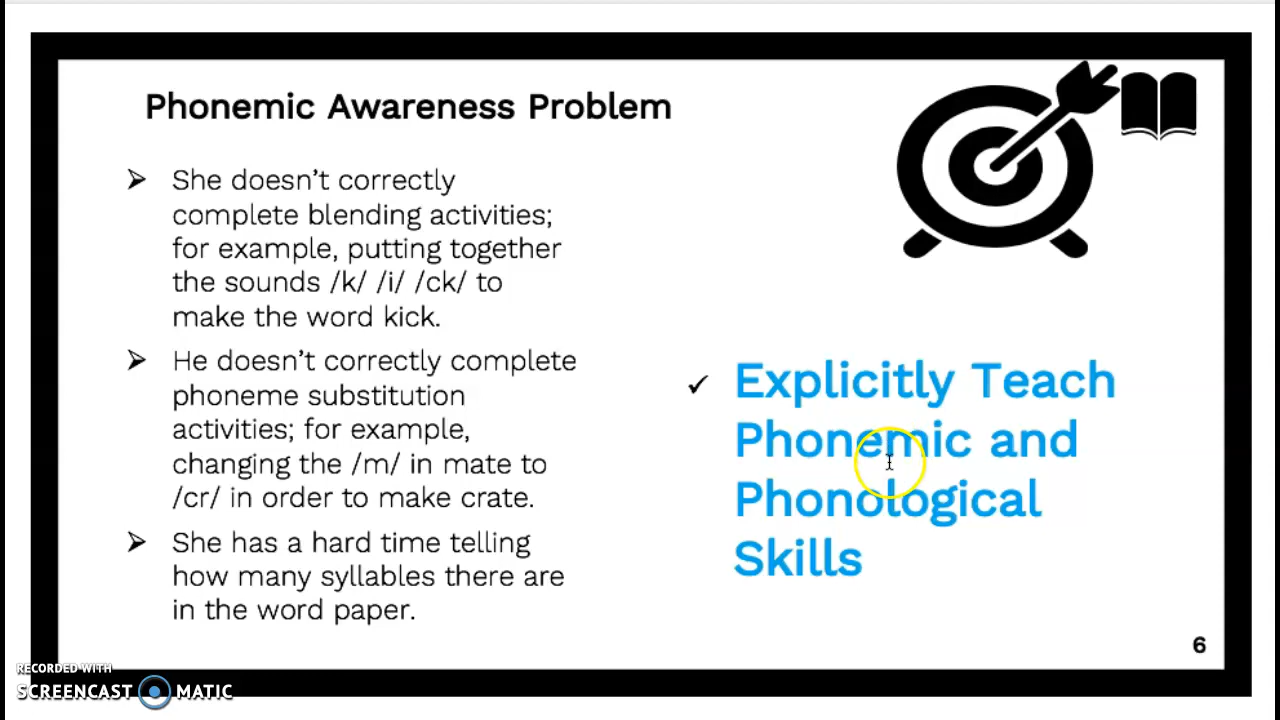 Phonemic Awareness Problem
➢ She doesn't correctly
complete blending activities;
for example, putting together
the sounds /k/ /i/ /ck/ to
make the word kick.
➢ He doesn't correctly complete
phoneme substitution
activities; for example,
changing the /m/ in mate to
/cr/ in order to make crate.
➢ She has a hard time telling
how many syllables there are
in the word paper.
✓ Explicitly Teach
Phonemic and
Phonological
Skills
6
RECORDED WITH
SCREENCAST MATIC